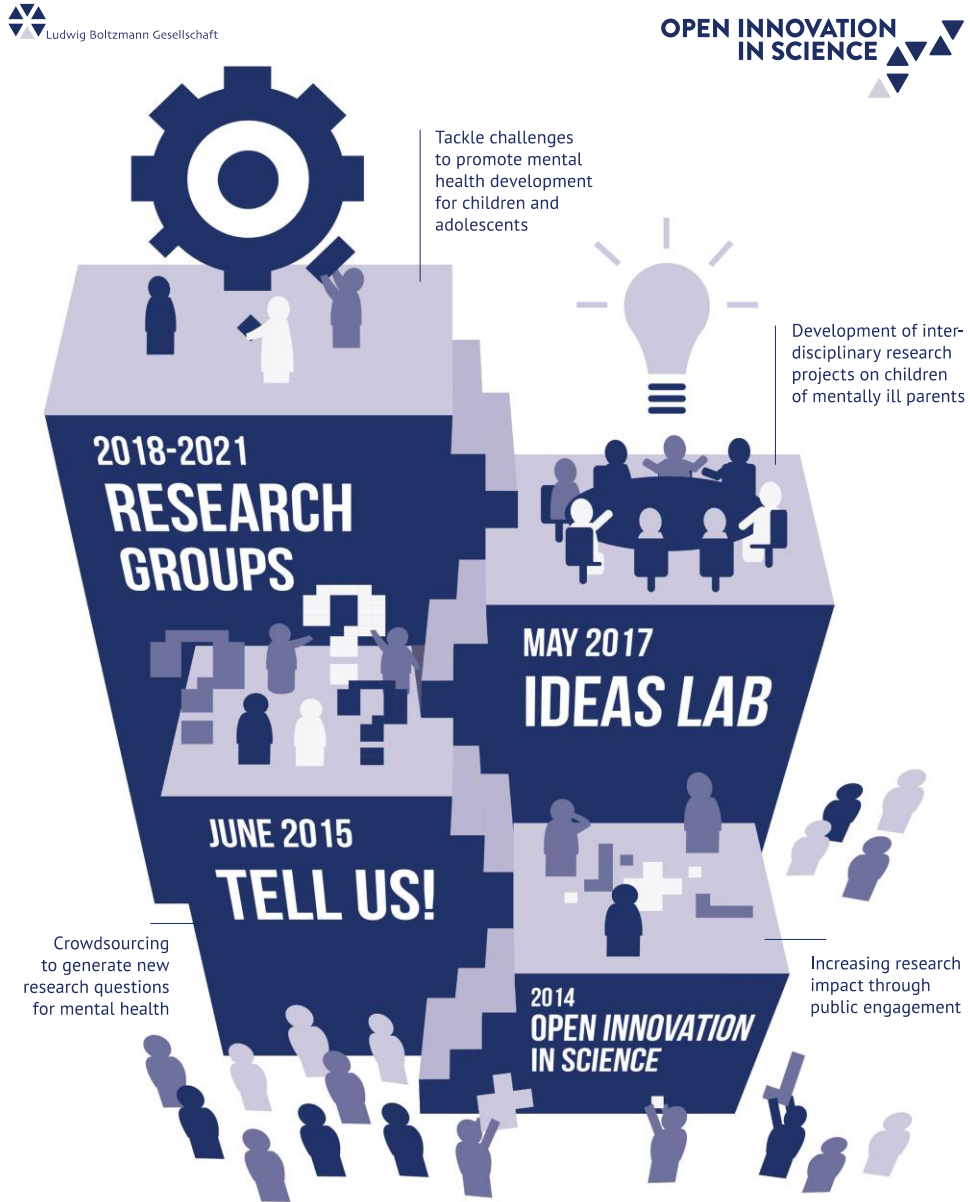 Ludwig Boltzmann Gesellschaft
OPEN INNOVATION
IN SCIENCE
Tackle challenges
to promote mental
health development
for children and
adolescents
Development of inter-
disciplinary research
projects on children
of mentally ill parents
2018-2021
RESEARCH
GROUPS
MAY 2017
IDEAS LAB
JUNE 2015
TELL US!
Crowdsourcing
to generate new
research questions
for mental health
Increasing research
impact through
public engagement
2014
OPEN INNOVATION
IN SCIENCE